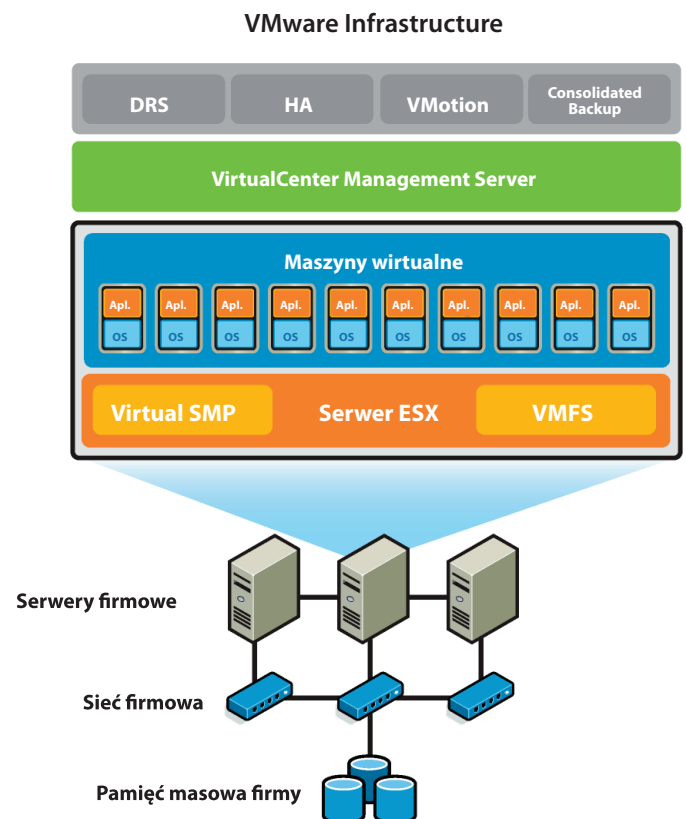 VMware Infrastructure
DRS
HA
VMotion
Consolidated
Backup
VirtualCenter Management Server
Maszyny wirtualne
Apl. Apl. Apl. Apl. Apl. Apl. Apl. Apl. Apl. Apl.
OS OS OS OS OS OS OS OS OS OS
Virtual SMP
Serwer ESX
VMFS
Serwery firmowe
Sieć firmowa
Pamięć masowa firmy